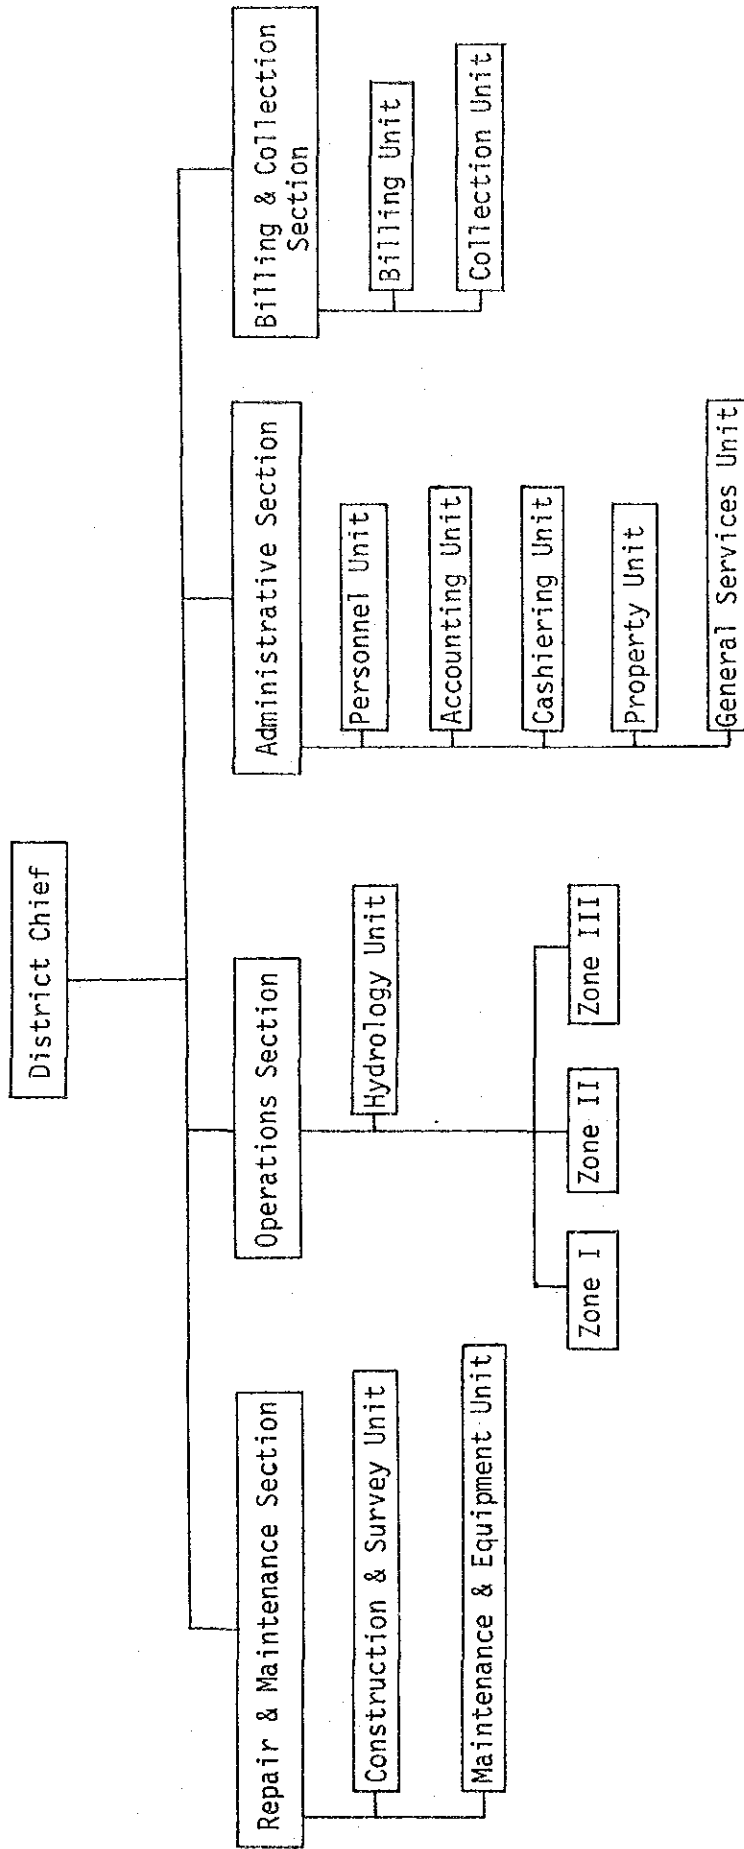 District Chief
Repair & Maintenance Section
Construction & Survey Unit
Maintenance & Equipment Unit
Operations Section
Hydrology Unit
Zone I
Zone II
Zone III
Administrative Section
Personnel Unit
Accounting Unit
Cashiering Unit
Property Unit
General Services Unit
Billing & Collection
Section
Billing Unit
Collection Unit